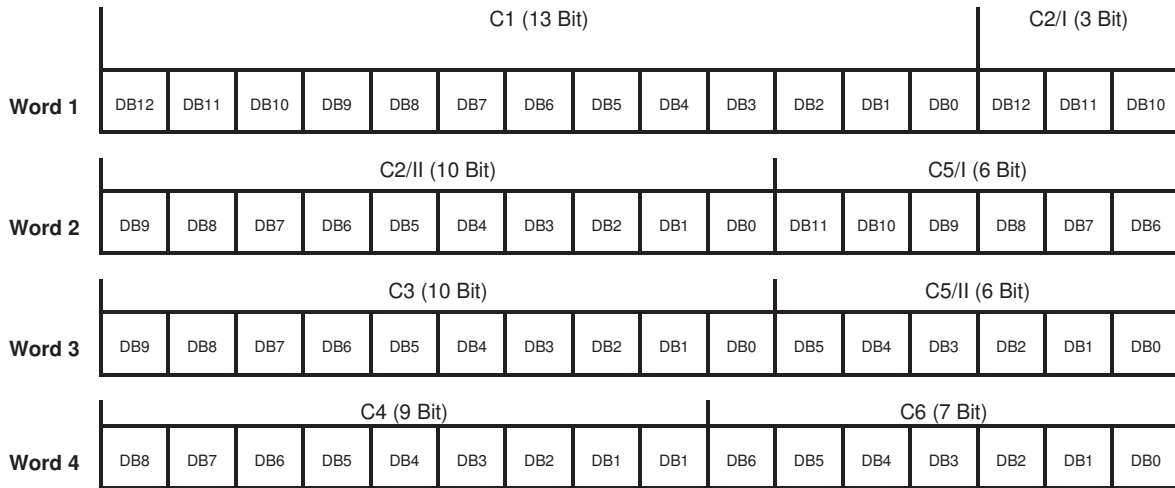 C1 (13 Bit) C2/I (3 Bit)
Word 1 DB12 DB11 DB10 DB9 DB8 DB7 DB6 DB5 DB4 DB3 DB2 DB1 DB0 DB12 DB11 DB10
C2/II (10 Bit) C5/I (6 Bit)
Word 2 DB9 DB8 DB7 DB6 DB5 DB4 DB3 DB2 DB1 DB0 DB11 DB10 DB9 DB8 DB7 DB6
C3 (10 Bit) C5/II (6 Bit)
Word 3 DB9 DB8 DB7 DB6 DB5 DB4 DB3 DB2 DB1 DB0 DB5 DB4 DB3 DB2 DB1 DB0
C4 (9 Bit) C6 (7 Bit)
Word 4 DB8 DB7 DB6 DB5 DB4 DB3 DB2 DB1 DB1 DB6 DB5 DB4 DB3 DB2 DB1 DB0